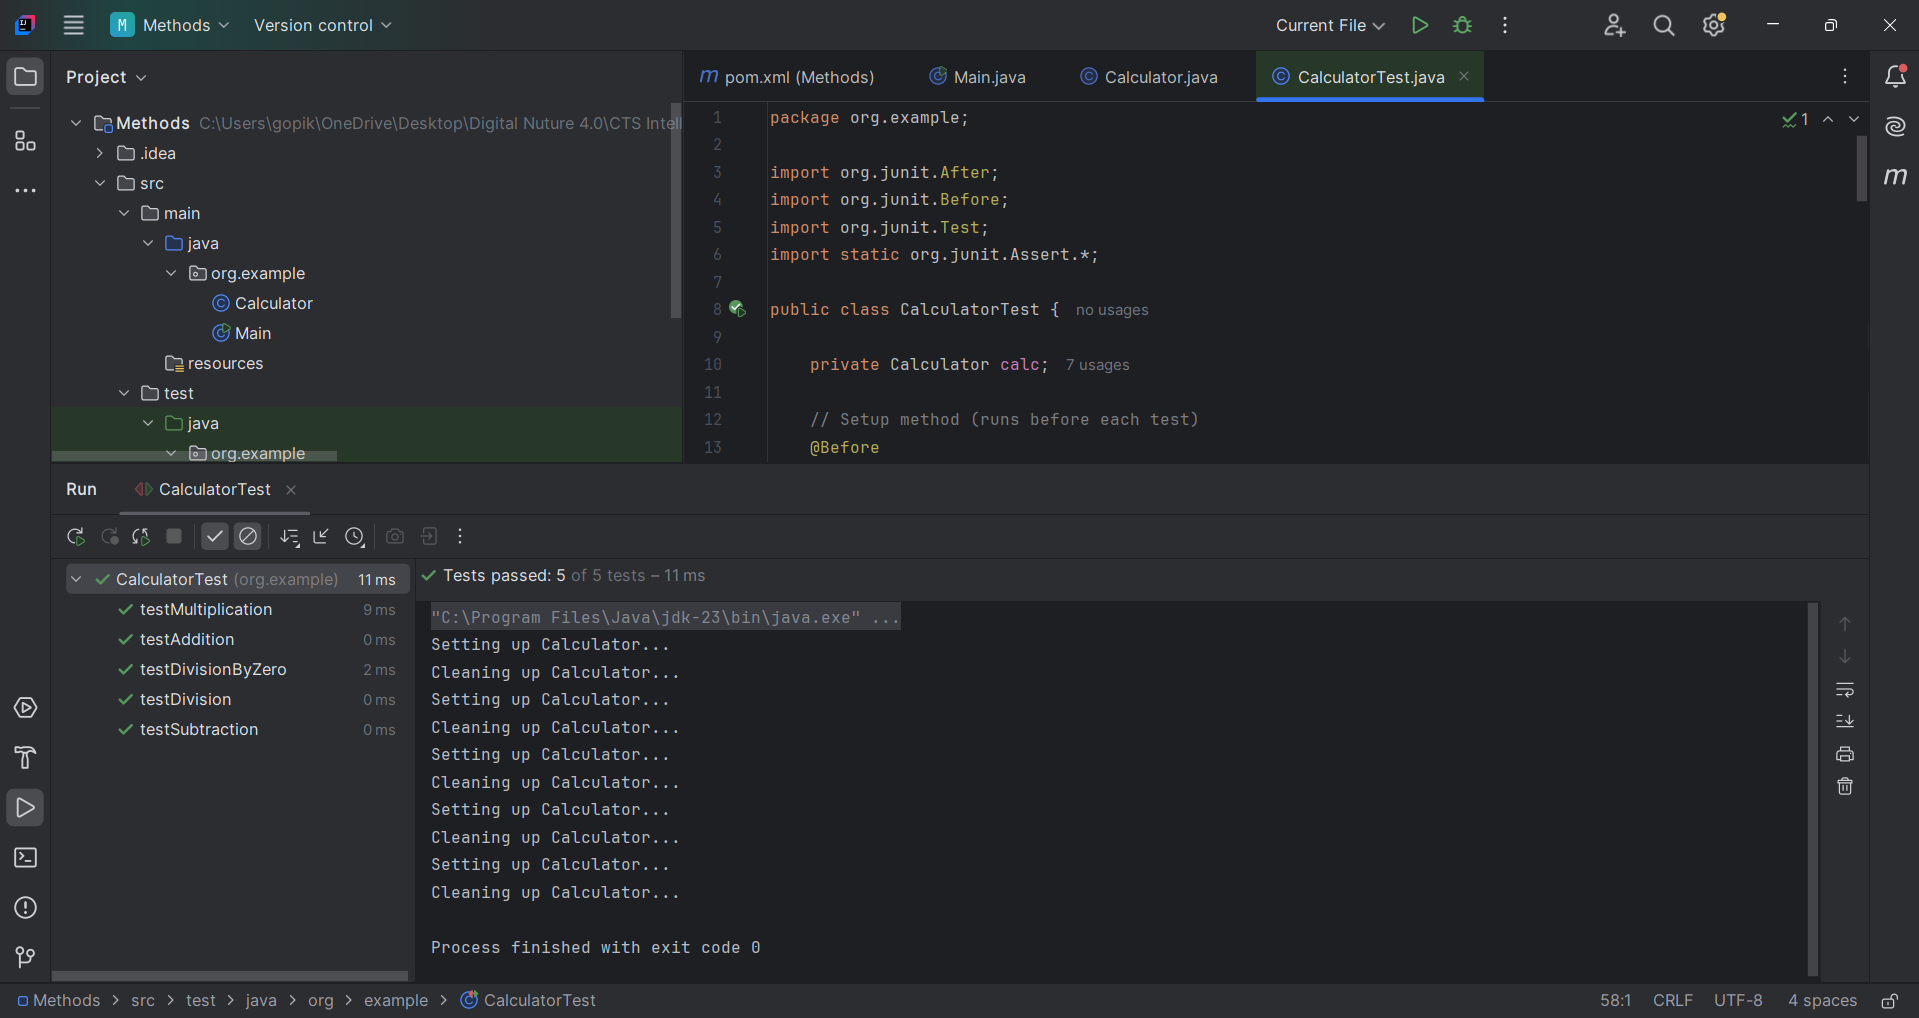 M Methods Version control Current File
Project
m pom.xml (Methods) Main.java Calculator.java CalculatorTest.java
Methods C:\Users\gopik\OneDrive\Desktop\Digital Nuture 4.0\CTS Intell
.idea
src
main
java
org.example
Calculator
Main
resources
test
java
org.example
1 package org.example; 1
2
3 import org.junit.After;
4 import org.junit.Before;
5 import org.junit.Test;
6 import static org.junit.Assert.*;
7
8 public class CalculatorTest { no usages
9
10 private Calculator calc; 7 usages
11
12 // Setup method (runs before each test)
13 @Before
m
Run CalculatorTest
CalculatorTest (org.example) 11 ms
testMultiplication 9 ms
testAddition 0 ms
testDivisionByZero 2 ms
testDivision 0 ms
testSubtraction 0 ms
Tests passed: 5 of 5 tests – 11 ms
"C:\Program Files\Java\jdk-23\bin\java.exe" ...
Setting up Calculator...
Cleaning up Calculator...
Setting up Calculator...
Cleaning up Calculator...
Setting up Calculator...
Cleaning up Calculator...
Setting up Calculator...
Cleaning up Calculator...
Setting up Calculator...
Cleaning up Calculator...
Process finished with exit code 0
Methods > src > test > java > org > example > CalculatorTest 58:1 CRLF UTF-8 4 spaces